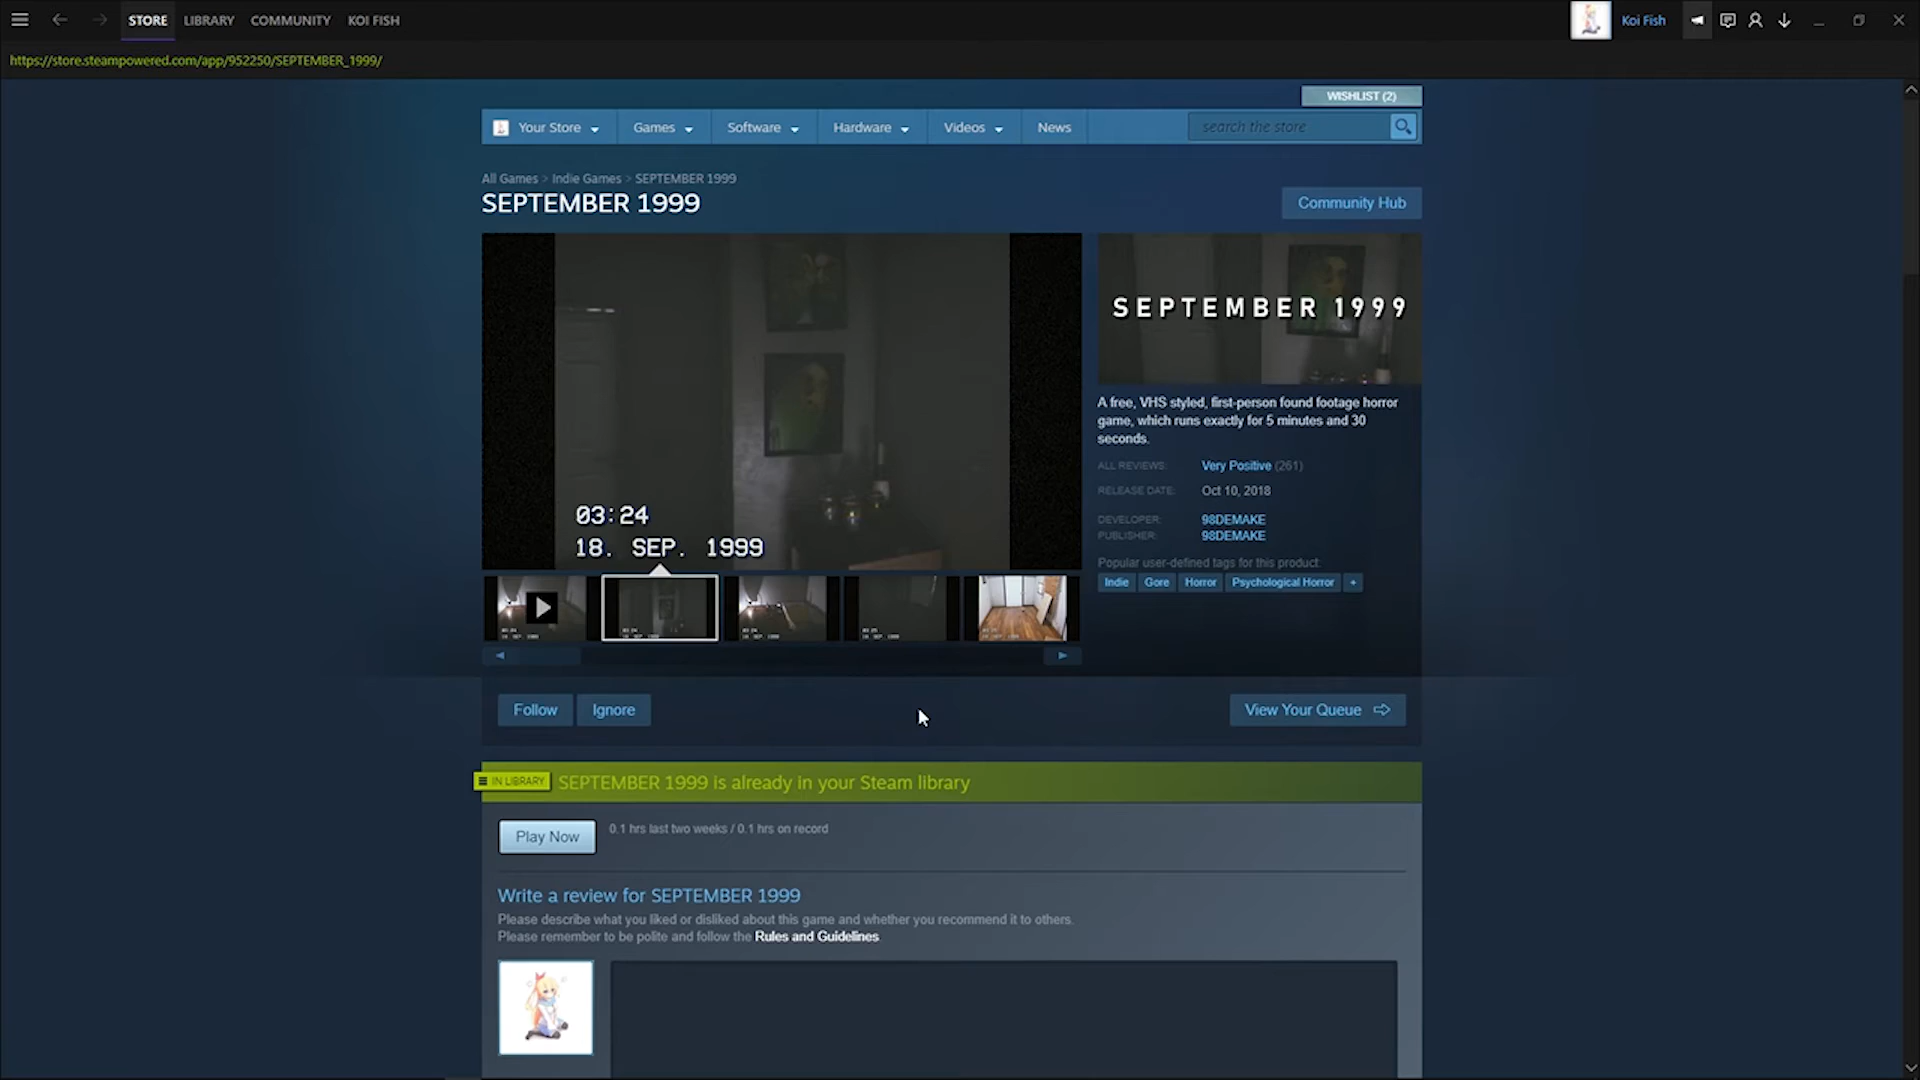 STORE LIBRARY COMMUNITY KOI FISH
Koi Fish
https://store.steampowered.com/app/952250/SEPTEMBER_1999/
WISHLIST (2)
Your Store Games Software Hardware Videos News
search the store
All Games > Indie Games > SEPTEMBER 1999
SEPTEMBER 1999
Community Hub
03:24
18. SEP. 1999
SEPTEMBER 1999
A free, VHS styled, first-person found footage horror
game, which runs exactly for 5 minutes and 30
seconds.
ALL REVIEWS: Very Positive (261)
RELEASE DATE: Oct 10, 2018
DEVELOPER: 98DEMAKE
PUBLISHER: 98DEMAKE
Popular user-defined tags for this product:
Indie Gore Horror Psychological Horror +
Follow Ignore
View Your Queue
IN LIBRARY SEPTEMBER 1999 is already in your Steam library
Play Now
0.1 hrs last two weeks / 0.1 hrs on record
Write a review for SEPTEMBER 1999
Please describe what you liked or disliked about this game and whether you recommend it to others.
Please remember to be polite and follow the Rules and Guidelines.